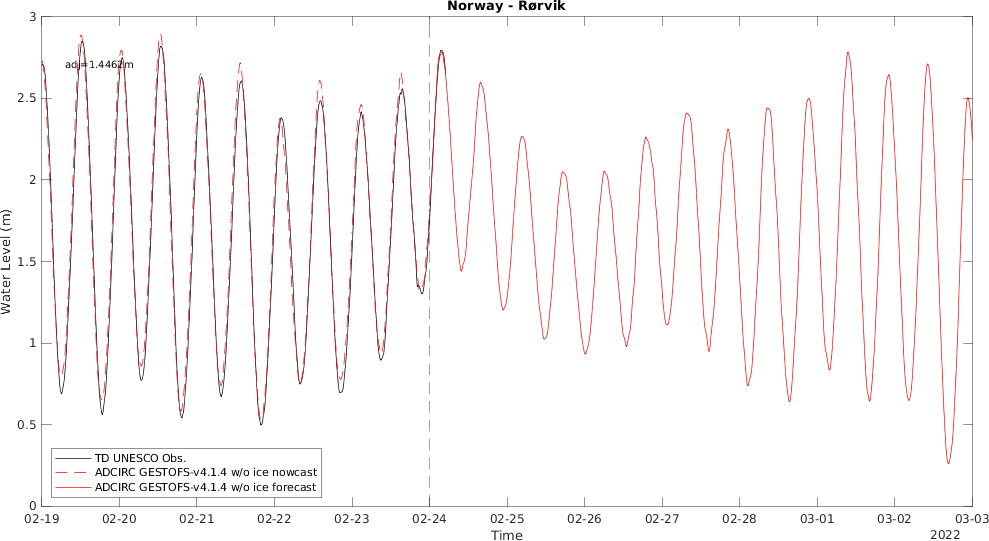 Norway - Rørvik
3
2.5
2
1.5
1
0.5
0
Water Level (m)
adj=1.4462m
TD UNESCO Obs.
ADCIRC GESTOFS-v4.1.4 w/o ice nowcast
ADCIRC GESTOFS-v4.1.4 w/o ice forecast
02-19 02-20 02-21 02-22 02-23 02-24 02-25 02-26 02-27 02-28 03-01 03-02 03-03
Time
2022